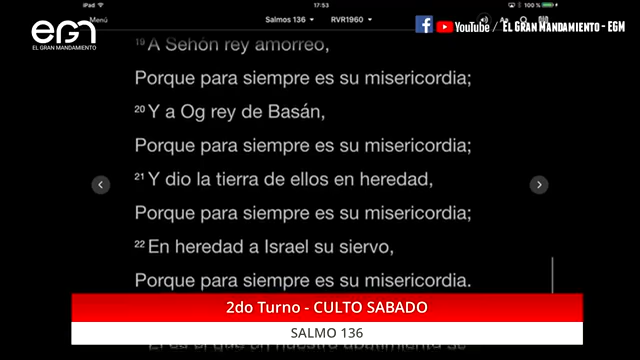 iPad
17:53
100 %
Menú
Salmos 136
RVR1960
EGM
EL GRAN MANDAMIENTO
YouTube / EL GRAN MANDAMIENTO - EGM
19 A Sehón rey amorreo,
Porque para siempre es su misericordia;
20 Y a Og rey de Basán,
Porque para siempre es su misericordia;
21 Y dio la tierra de ellos en heredad,
Porque para siempre es su misericordia;
22 En heredad a Israel su siervo,
Porque para siempre es su misericordia.
2do Turno - CULTO SABADO
SALMO 136